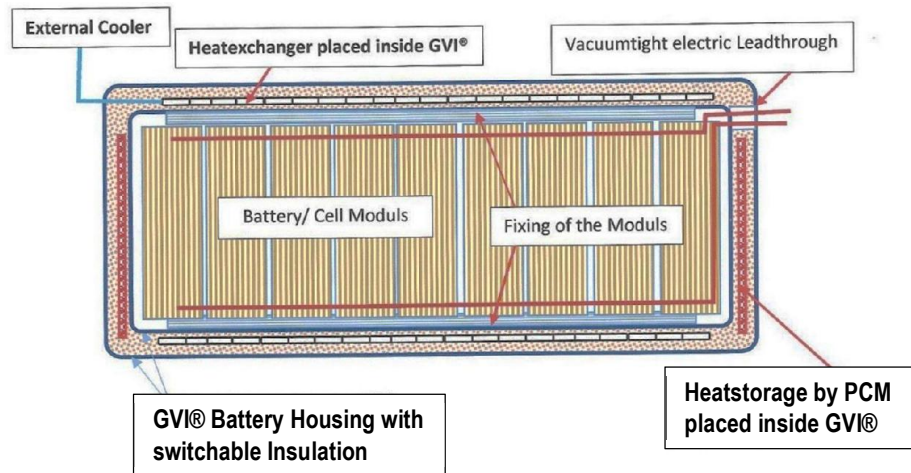 External Cooler
Heatexchanger placed inside GVI®
Vacuumtight electric Leadthrough
Battery/ Cell Moduls
Fixing of the Moduls
GVI® Battery Housing with
switchable Insulation
Heatstorage by PCM
placed inside GVI®